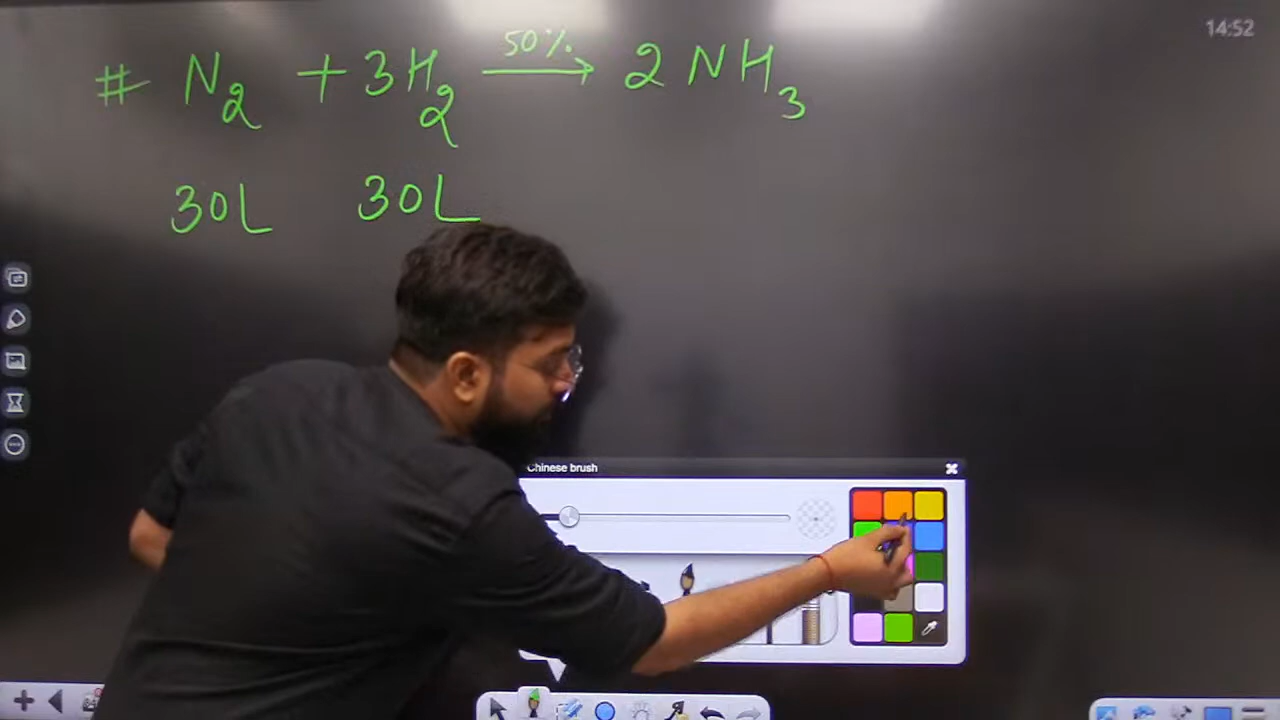 14:52
# N₂ + 3H₂ 50%→ 2NH₃
30L 30L
Chinese brush